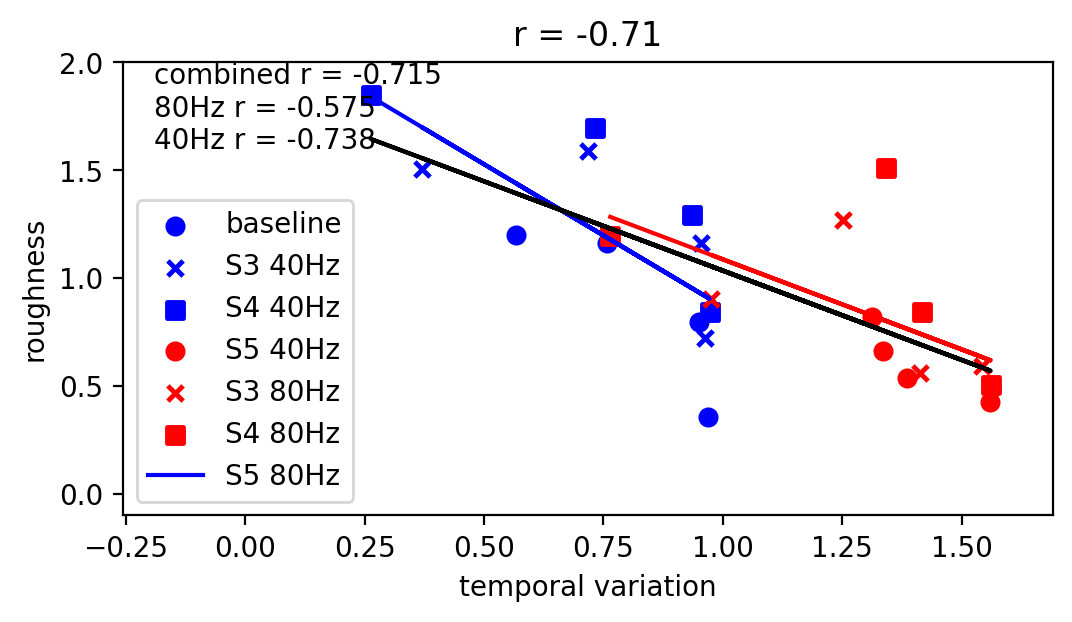 r = -0.71
combined r = -0.715
80Hz r = -0.575
40Hz r = -0.738
2.0
1.5
1.0
0.5
0.0
roughness
baseline
S3 40Hz
S4 40Hz
S5 40Hz
S3 80Hz
S4 80Hz
S5 80Hz
−0.25 0.00 0.25 0.50 0.75 1.00 1.25 1.50
temporal variation